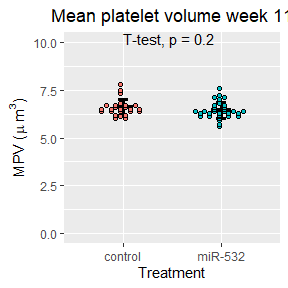 Mean platelet volume week 11
T-test, p = 0.2
10.0
7.5
5.0
2.5
0.0
MPV (μm³)
control miR-532
Treatment